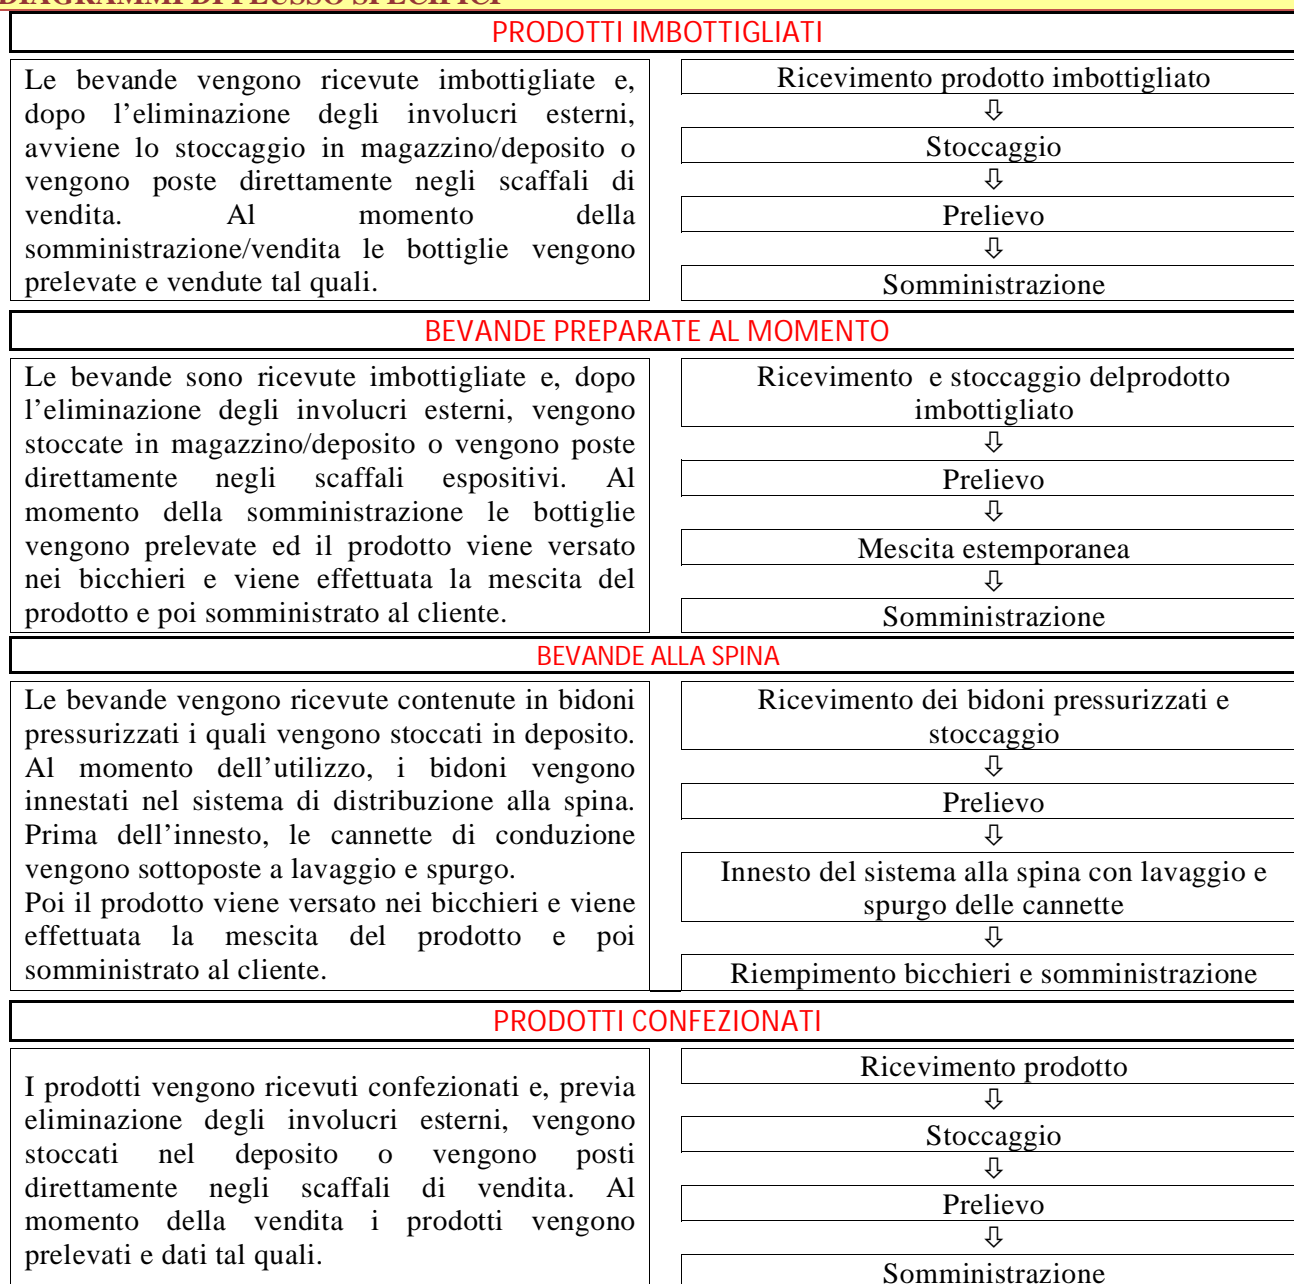 DIAGRAMMI DI FLUSSO SPECIFICI
PRODOTTI IMBOTTIGLIATI
Le bevande vengono ricevute imbottigliate e,
dopo l’eliminazione degli involucri esterni,
avviene lo stoccaggio in magazzino/deposito o
vengono poste direttamente negli scaffali di
vendita. Al momento della
somministrazione/vendita le bottiglie vengono
prelevate e vendute tal quali.
Ricevimento prodotto imbottigliato
⇩
Stoccaggio
⇩
Prelievo
⇩
Somministrazione
BEVANDE PREPARATE AL MOMENTO
Le bevande sono ricevute imbottigliate e, dopo
l’eliminazione degli involucri esterni, vengono
stoccate in magazzino/deposito o vengono poste
direttamente negli scaffali espositivi. Al
momento della somministrazione le bottiglie
vengono prelevate ed il prodotto viene versato
nei bicchieri e viene effettuata la mescita del
prodotto e poi somministrato al cliente.
Ricevimento e stoccaggio delprodotto
imbottigliato
⇩
Prelievo
⇩
Mescita estemporanea
⇩
Somministrazione
BEVANDE ALLA SPINA
Le bevande vengono ricevute contenute in bidoni
pressurizzati i quali vengono stoccati in deposito.
Al momento dell’utilizzo, i bidoni vengono
innestati nel sistema di distribuzione alla spina.
Prima dell’innesto, le cannette di conduzione
vengono sottoposte a lavaggio e spurgo.
Poi il prodotto viene versato nei bicchieri e viene
effettuata la mescita del prodotto e poi
somministrato al cliente.
Ricevimento dei bidoni pressurizzati e
stoccaggio
⇩
Prelievo
⇩
Innesto del sistema alla spina con lavaggio e
spurgo delle cannette
⇩
Riempimento bicchieri e somministrazione
PRODOTTI CONFEZIONATI
I prodotti vengono ricevuti confezionati e, previa
eliminazione degli involucri esterni, vengono
stoccati nel deposito o vengono posti
direttamente negli scaffali di vendita. Al
momento della vendita i prodotti vengono
prelevati e dati tal quali.
Ricevimento prodotto
⇩
Stoccaggio
⇩
Prelievo
⇩
Somministrazione